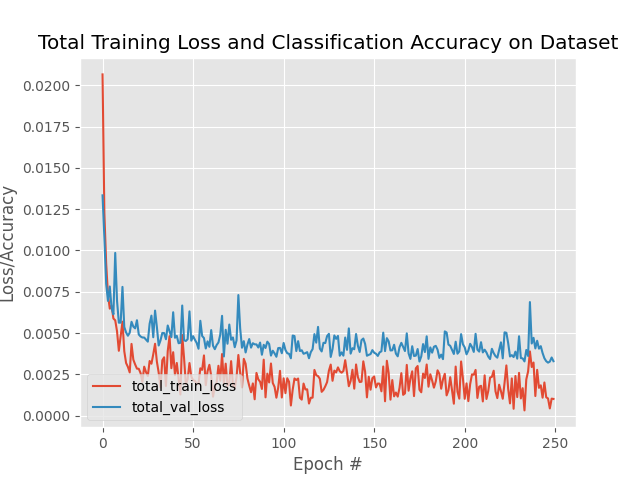 Total Training Loss and Classification Accuracy on Dataset
0.0200
0.0175
0.0150
0.0125
0.0100
0.0075
0.0050
0.0025
0.0000
Loss/Accuracy
total_train_loss
total_val_loss
0 50 100 150 200 250
Epoch #